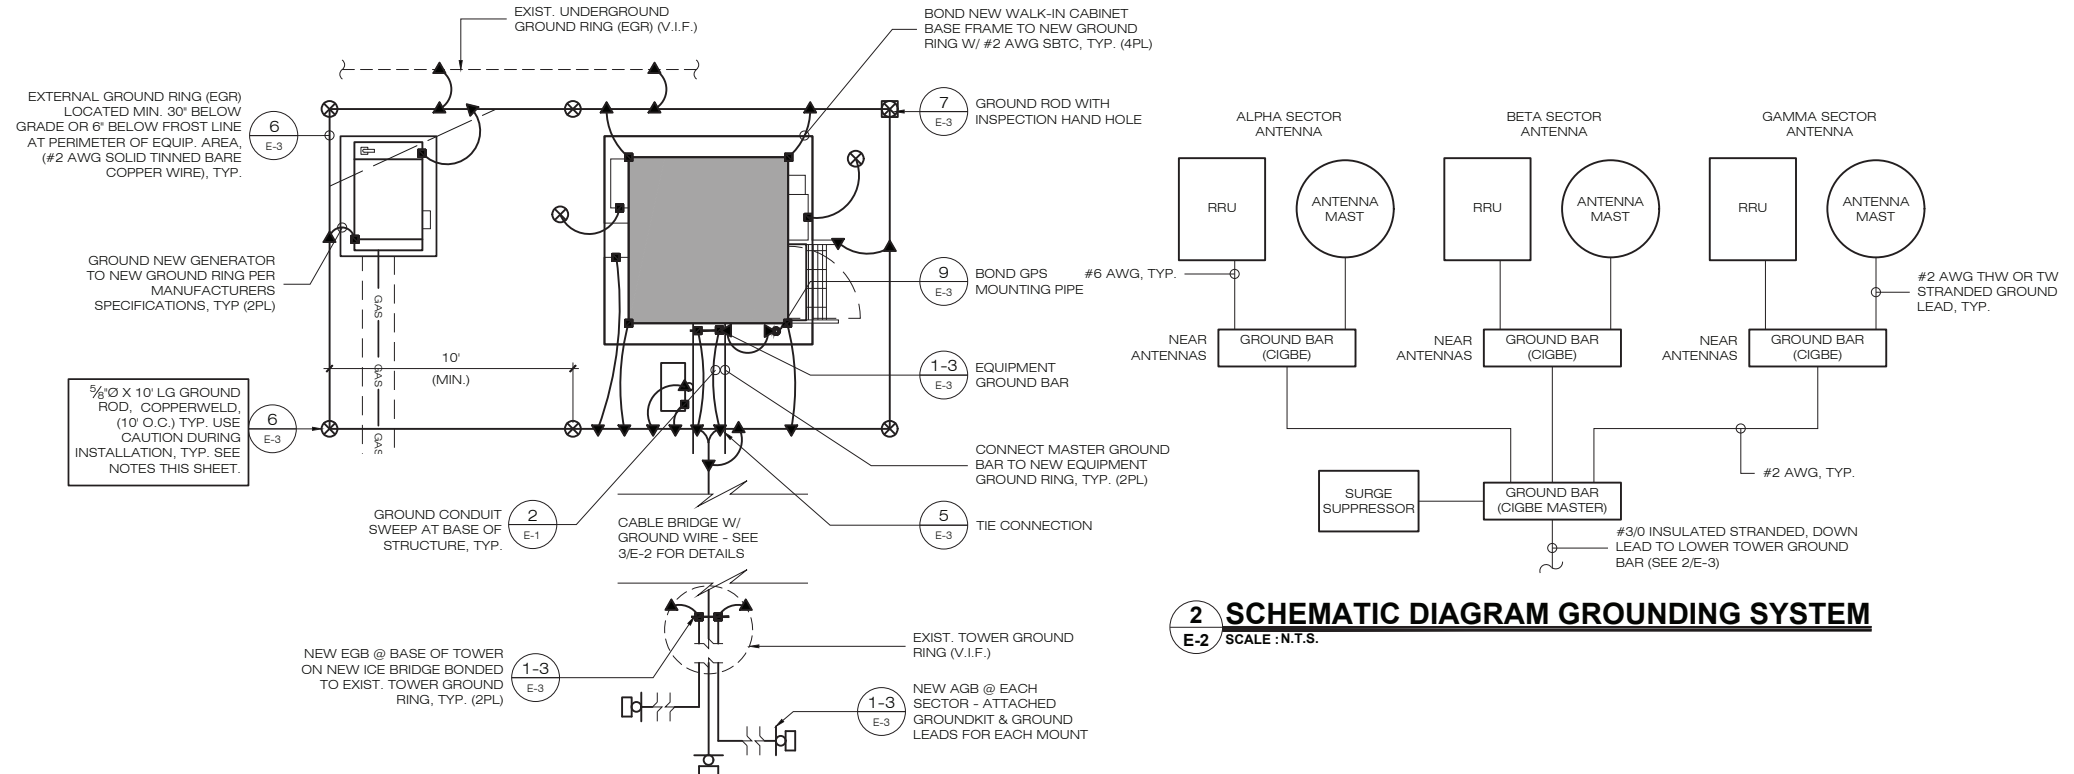 EXIST. UNDERGROUND
GROUND RING (EGR) (V.I.F.)
BOND NEW WALK-IN CABINET
BASE FRAME TO NEW GROUND
RING W/ #2 AWG SBTC, TYP. (4PL)
EXTERNAL GROUND RING (EGR)
LOCATED MIN. 30" BELOW
GRADE OR 6" BELOW FROST LINE
AT PERIMETER OF EQUIP. AREA,
(#2 AWG SOLID TINNED BARE
COPPER WIRE), TYP.
6
E-3
7
E-3
GROUND ROD WITH
INSPECTION HAND HOLE
GROUND NEW GENERATOR
TO NEW GROUND RING PER
MANUFACTURERS
SPECIFICATIONS, TYP (2PL)
GAS
GAS
GAS
9
E-3
BOND GPS
MOUNTING PIPE
10'
(MIN.)
1-3
E-3
EQUIPMENT
GROUND BAR
⅝"Ø X 10' LG GROUND
ROD, COPPERWELD,
(10' O.C.) TYP. USE
CAUTION DURING
INSTALLATION, TYP. SEE
NOTES THIS SHEET.
6
E-3
CONNECT MASTER GROUND
BAR TO NEW EQUIPMENT
GROUND RING, TYP. (2PL)
GROUND CONDUIT
SWEEP AT BASE OF
STRUCTURE, TYP.
2
E-1
CABLE BRIDGE W/
GROUND WIRE - SEE
3/E-2 FOR DETAILS
5
E-3
TIE CONNECTION
NEW EGB @ BASE OF TOWER
ON NEW ICE BRIDGE BONDED
TO EXIST. TOWER GROUND
RING, TYP. (2PL)
1-3
E-3
EXIST. TOWER GROUND
RING (V.I.F.)
1-3
E-3
NEW AGB @ EACH
SECTOR - ATTACHED
GROUNDKIT & GROUND
LEADS FOR EACH MOUNT
ALPHA SECTOR
ANTENNA
BETA SECTOR
ANTENNA
GAMMA SECTOR
ANTENNA
RRU
ANTENNA
MAST
RRU
ANTENNA
MAST
RRU
ANTENNA
MAST
#6 AWG, TYP.
#2 AWG THW OR TW
STRANDED GROUND
LEAD, TYP.
NEAR
ANTENNAS
GROUND BAR
(CIGBE)
NEAR
ANTENNAS
GROUND BAR
(CIGBE)
NEAR
ANTENNAS
GROUND BAR
(CIGBE)
#2 AWG, TYP.
SURGE
SUPPRESSOR
GROUND BAR
(CIGBE MASTER)
#3/0 INSULATED STRANDED, DOWN
LEAD TO LOWER TOWER GROUND
BAR (SEE 2/E-3)
2
E-2
SCHEMATIC DIAGRAM GROUNDING SYSTEM
SCALE : N.T.S.